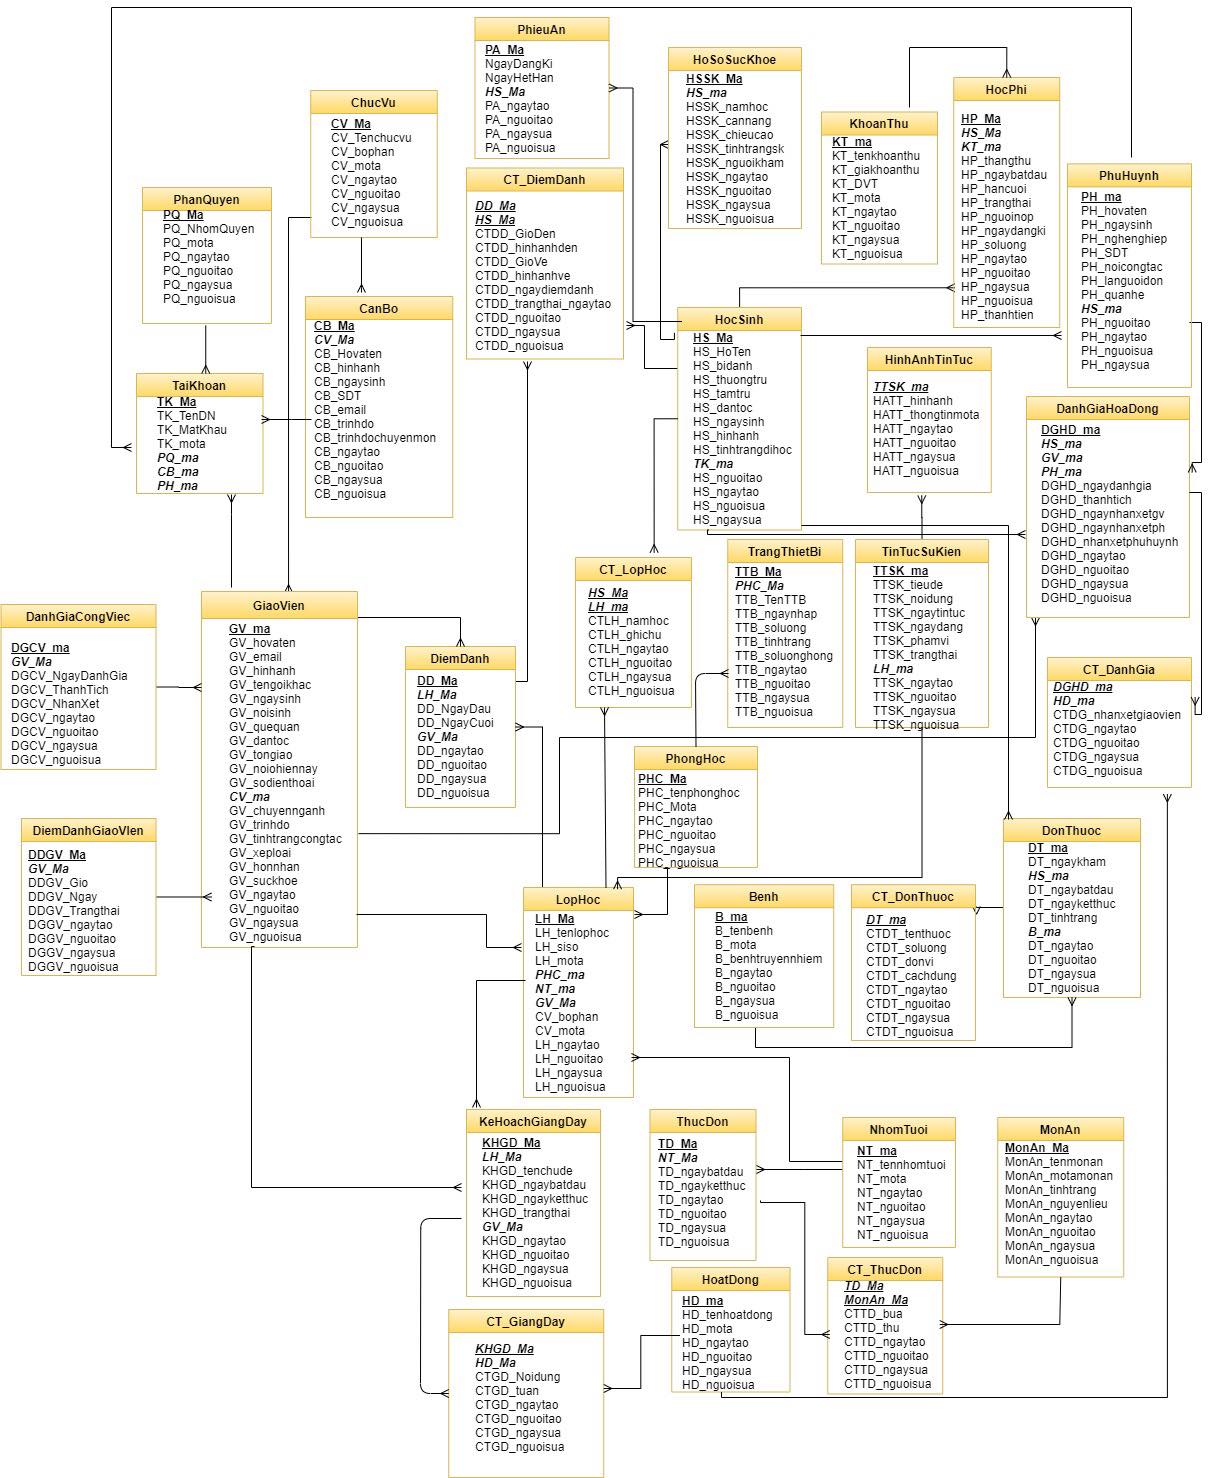 PhieuAn
PA_Ma
NgayDangKi
NgayHetHan
HS_Ma
PA_ngaytao
PA_nguoitao
PA_ngaysua
PA_nguoisua
HoSoSucKhoe
HSSK_Ma
HS_ma
HSSK_namhoc
HSSK_cannang
HSSK_chieucao
HSSK_tinhtrangsk
HSSK_nguoikham
HSSK_ngaytao
HSSK_nguoitao
HSSK_ngaysua
HSSK_nguoisua
HocPhi
HP_Ma
HS_Ma
KT_ma
HP_thangthu
HP_ngaybatdau
HP_hancuoi
HP_trangthai
HP_nguoinop
HP_ngaydangki
HP_soluong
HP_ngaytao
HP_nguoitao
HP_ngaysua
HP_nguoisua
HP_thanhtien
KhoanThu
KT_ma
KT_tenkhoanthu
KT_giakhoanthu
KT_DVT
KT_mota
KT_ngaytao
KT_nguoitao
KT_ngaysua
KT_nguoisua
ChucVu
CV_Ma
CV_Tenchucvu
CV_bophan
CV_mota
CV_ngaytao
CV_nguoitao
CV_ngaysua
CV_nguoisua
PhuHuynh
PH_ma
PH_hovaten
PH_ngaysinh
PH_nghenghiep
PH_SDT
PH_noicongtac
PH_languoidon
PH_quanhe
HS_ma
PH_nguoitao
PH_ngaytao
PH_nguoisua
PH_ngaysua
CT_DiemDanh
DD_Ma
HS_Ma
CTDD_GioDen
CTDD_hinhanhden
CTDD_GioVe
CTDD_hinhanhve
CTDD_ngaydiemdanh
CTDD_trangthai_ngaytao
CTDD_nguoitao
CTDD_ngaysua
CTDD_nguoisua
PhanQuyen
PQ_Ma
PQ_NhomQuyen
PQ_mota
PQ_ngaytao
PQ_nguoitao
PQ_ngaysua
PQ_nguoisua
CanBo
CB_Ma
CV_Ma
CB_Hovaten
CB_hinhanh
CB_ngaysinh
CB_SDT
CB_email
CB_trinhdo
CB_trinhdochuyenmon
CB_ngaytao
CB_nguoitao
CB_ngaysua
CB_nguoisua
HocSinh
HS_Ma
HS_HoTen
HS_bidanh
HS_thuongtru
HS_tamtru
HS_dantoc
HS_ngaysinh
HS_hinhanh
HS_tinhtrangdihoc
TK_ma
HS_nguoitao
HS_ngaytao
HS_nguoisua
HS_ngaysua
HinhAnhTinTuc
TTSK_ma
HATT_hinhanh
HATT_thongtinmota
HATT_ngaytao
HATT_nguoitao
HATT_ngaysua
HATT_nguoisua
TaiKhoan
TK_Ma
TK_TenDN
TK_MatKhau
TK_mota
PQ_ma
CB_ma
PH_ma
DanhGiaHoaDong
DGHD_ma
HS_ma
GV_ma
PH_ma
DGHD_ngaydanhgia
DGHD_thanhtich
DGHD_ngaynhanxetgv
DGHD_ngaynhanxetph
DGHD_nhanxetphuhuynh
DGHD_ngaytao
DGHD_nguoitao
DGHD_ngaysua
DGHD_nguoisua
TrangThietBi
TTB_Ma
PHC_Ma
TTB_TenTTB
TTB_ngaynhap
TTB_soluong
TTB_tinhtrang
TTB_soluonghong
TTB_ngaytao
TTB_nguoitao
TTB_ngaysua
TTB_nguoisua
TinTucSuKien
TTSK_ma
TTSK_tieude
TTSK_noidung
TTSK_ngaytintuc
TTSK_ngaydang
TTSK_phamvi
TTSK_trangthai
LH_ma
TTSK_ngaytao
TTSK_nguoitao
TTSK_ngaysua
TTSK_nguoisua
CT_LopHoc
HS_Ma
LH_ma
CTLH_namhoc
CTLH_ghichu
CTLH_ngaytao
CTLH_nguoitao
CTLH_ngaysua
CTLH_nguoisua
GiaoVien
GV_ma
GV_hovaten
GV_email
GV_hinhanh
GV_tengoikhac
GV_ngaysinh
GV_noisinh
GV_quequan
GV_dantoc
GV_tongiao
GV_noiohiennay
GV_sodienthoai
CV_ma
GV_chuyennganh
GV_trinhdo
GV_tinhtrangcongtac
GV_xeploai
GV_honnhan
GV_suckhoe
GV_ngaytao
GV_nguoitao
GV_ngaysua
GV_nguoisua
DanhGiaCongViec
DGCV_ma
GV_Ma
DGCV_NgayDanhGia
DGCV_ThanhTich
DGCV_NhanXet
DGCV_ngaytao
DGCV_nguoitao
DGCV_ngaysua
DGCV_nguoisua
DiemDanh
DD_Ma
LH_Ma
DD_NgayDau
DD_NgayCuoi
GV_Ma
DD_ngaytao
DD_nguoitao
DD_ngaysua
DD_nguoisua
CT_DanhGia
DGHD_ma
HD_ma
CTDG_nhanxetgiaovien
CTDG_ngaytao
CTDG_nguoitao
CTDG_ngaysua
CTDG_nguoisua
PhongHoc
PHC_Ma
PHC_tenphonghoc
PHC_Mota
PHC_ngaytao
PHC_nguoitao
PHC_ngaysua
PHC_nguoisua
DiemDanhGiaoVIen
DDGV_Ma
GV_Ma
DDGV_Gio
DDGV_Ngay
DDGV_Trangthai
DGGV_ngaytao
DGGV_nguoitao
DGGV_ngaysua
DGGV_nguoisua
DonThuoc
DT_ma
DT_ngaykham
HS_ma
DT_ngaybatdau
DT_ngayketthuc
DT_tinhtrang
B_ma
DT_ngaytao
DT_nguoitao
DT_ngaysua
DT_nguoisua
LopHoc
LH_Ma
LH_tenlophoc
LH_siso
LH_mota
PHC_ma
NT_ma
GV_Ma
CV_bophan
CV_mota
LH_ngaytao
LH_nguoitao
LH_ngaysua
LH_nguoisua
Benh
B_ma
B_tenbenh
B_mota
B_benhtruyennhiem
B_ngaytao
B_nguoitao
B_ngaysua
B_nguoisua
CT_DonThuoc
DT_ma
CTDT_tenthuoc
CTDT_soluong
CTDT_donvi
CTDT_cachdung
CTDT_ngaytao
CTDT_nguoitao
CTDT_ngaysua
CTDT_nguoisua
KeHoachGiangDay
KHGD_Ma
LH_Ma
KHGD_tenchude
KHGD_ngaybatdau
KHGD_ngayketthuc
KHGD_trangthai
GV_Ma
KHGD_ngaytao
KHGD_nguoitao
KHGD_ngaysua
KHGD_nguoisua
ThucDon
TD_Ma
NT_Ma
TD_ngaybatdau
TD_ngayketthuc
TD_ngaytao
TD_nguoitao
TD_ngaysua
TD_nguoisua
NhomTuoi
NT_ma
NT_tennhomtuoi
NT_mota
NT_ngaytao
NT_nguoitao
NT_ngaysua
NT_nguoisua
MonAn
MonAn_Ma
MonAn_tenmonan
MonAn_motamonan
MonAn_tinhtrang
MonAn_nguyenlieu
MonAn_ngaytao
MonAn_nguoitao
MonAn_ngaysua
MonAn_nguoisua
CT_ThucDon
TD_Ma
MonAn_Ma
CTTD_bua
CTTD_thu
CTTD_ngaytao
CTTD_nguoitao
CTTD_ngaysua
CTTD_nguoisua
HoatDong
HD_ma
HD_tenhoatdong
HD_mota
HD_ngaytao
HD_nguoitao
HD_ngaysua
HD_nguoisua
CT_GiangDay
KHGD_Ma
HD_Ma
CTGD_Noidung
CTGD_tuan
CTGD_ngaytao
CTGD_nguoitao
CTGD_ngaysua
CTGD_nguoisua